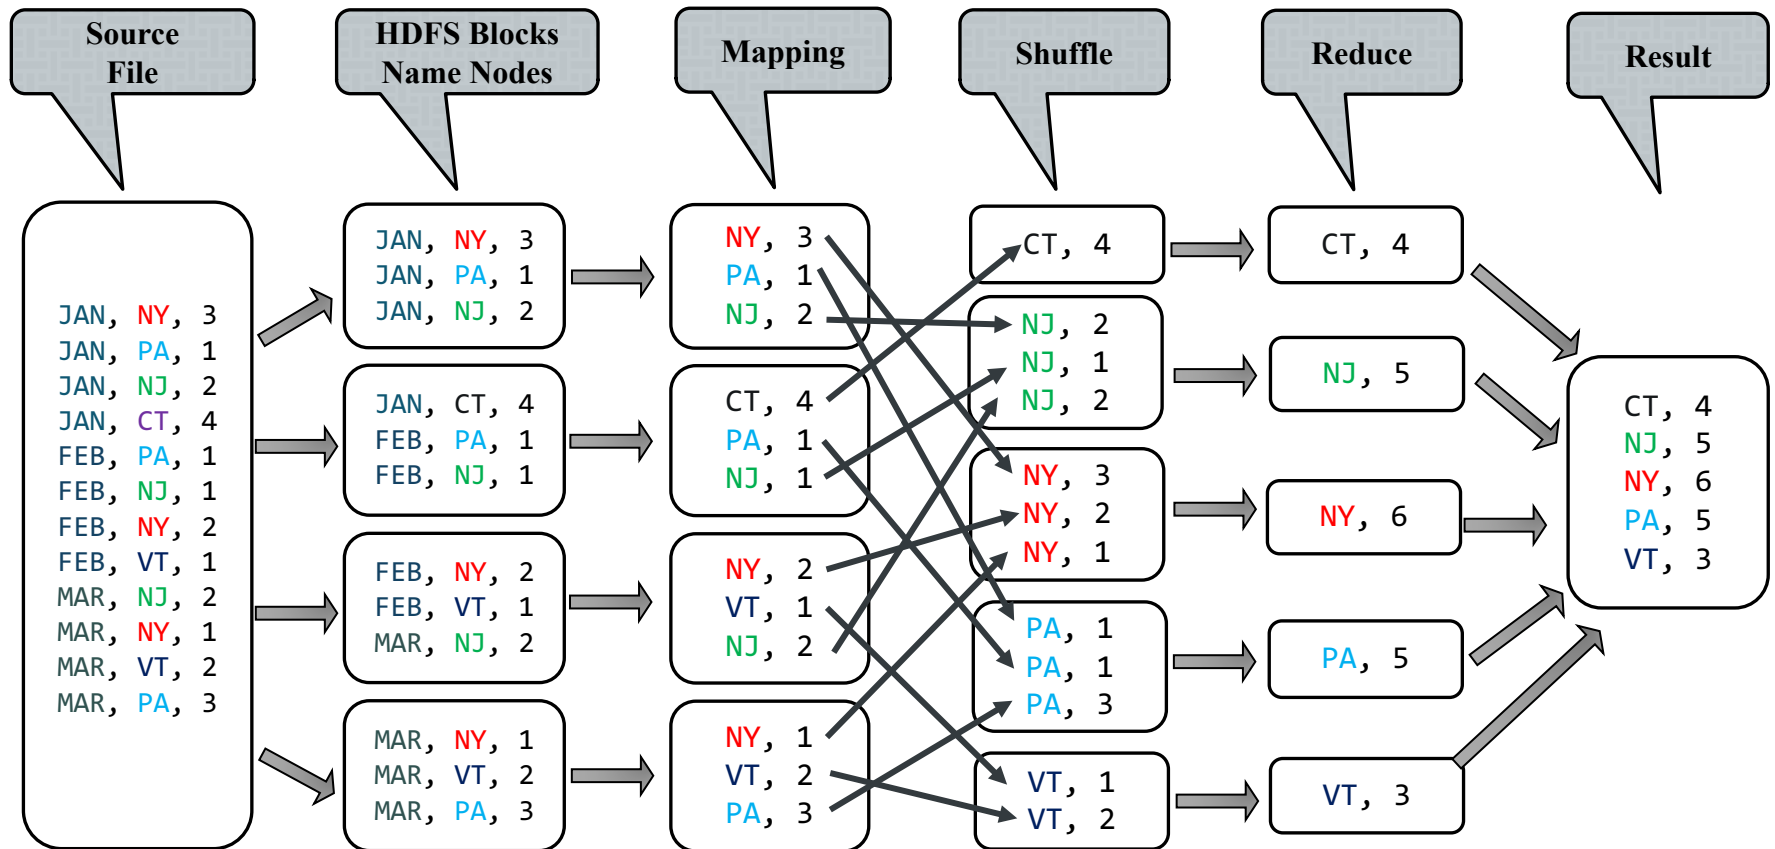 Source
File
HDFS Blocks
Name Nodes
Mapping
Shuffle
Reduce
Result
JAN, NY, 3
JAN, PA, 1
JAN, NJ, 2
JAN, CT, 4
FEB, PA, 1
FEB, NJ, 1
FEB, NY, 2
FEB, VT, 1
MAR, NJ, 2
MAR, NY, 1
MAR, VT, 2
MAR, PA, 3
JAN, NY, 3
JAN, PA, 1
JAN, NJ, 2
JAN, CT, 4
FEB, PA, 1
FEB, NJ, 1
FEB, NY, 2
FEB, VT, 1
MAR, NJ, 2
MAR, NY, 1
MAR, VT, 2
MAR, PA, 3
NY, 3
PA, 1
NJ, 2
CT, 4
PA, 1
NJ, 1
NY, 2
VT, 1
NJ, 2
NY, 1
VT, 2
PA, 3
CT, 4
NJ, 2
NJ, 1
NJ, 2
NY, 3
NY, 2
NY, 1
PA, 1
PA, 1
PA, 3
VT, 1
VT, 2
CT, 4
NJ, 5
NY, 6
PA, 5
VT, 3
CT, 4
NJ, 5
NY, 6
PA, 5
VT, 3